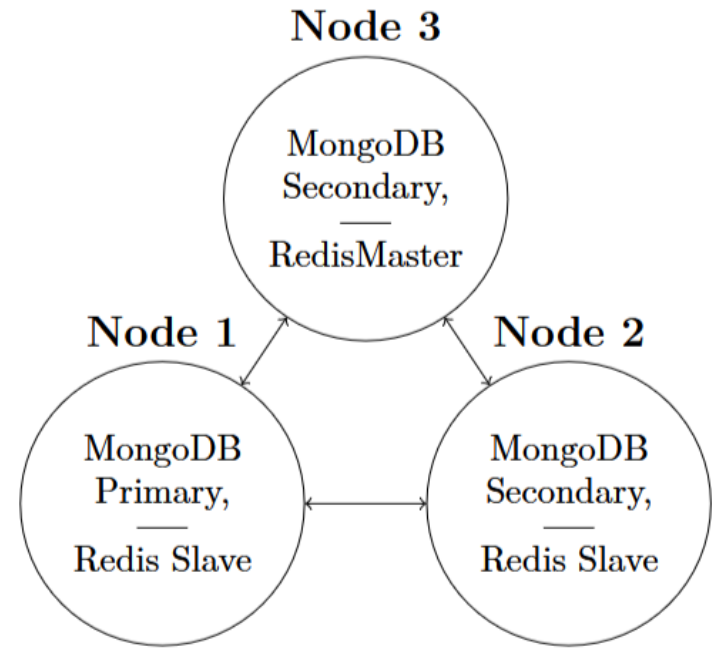 Node 3
MongoDB
Secondary,
RedisMaster
Node 1
MongoDB
Primary,
Redis Slave
Node 2
MongoDB
Secondary,
Redis Slave